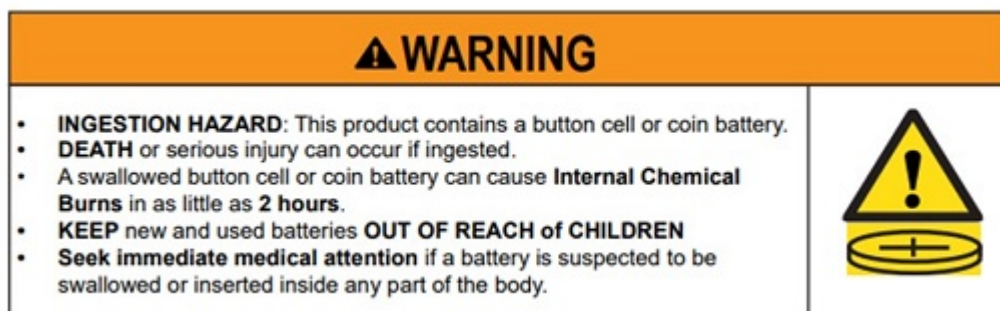 WARNING
• INGESTION HAZARD: This product contains a button cell or coin battery.
• DEATH or serious injury can occur if ingested.
• A swallowed button cell or coin battery can cause Internal Chemical
Burns in as little as 2 hours.
• KEEP new and used batteries OUT OF REACH of CHILDREN
• Seek immediate medical attention if a battery is suspected to be
swallowed or inserted inside any part of the body.